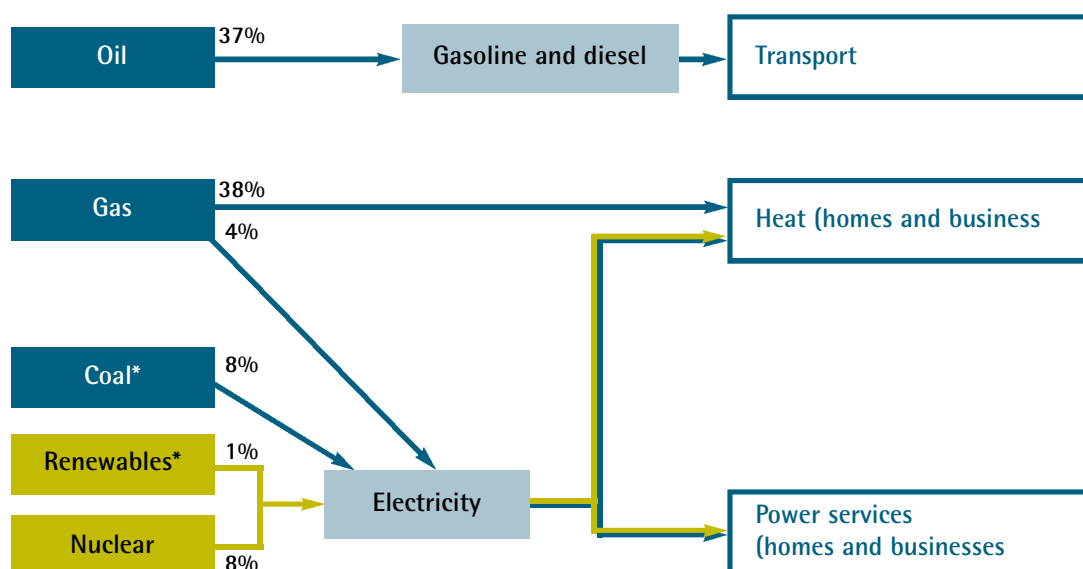 37%
Oil
Gasoline and diesel
Transport
38%
Gas
Heat (homes and business
4%
8%
Coal*
1%
Renewables*
Electricity
Power services
(homes and businesses
Nuclear
8%